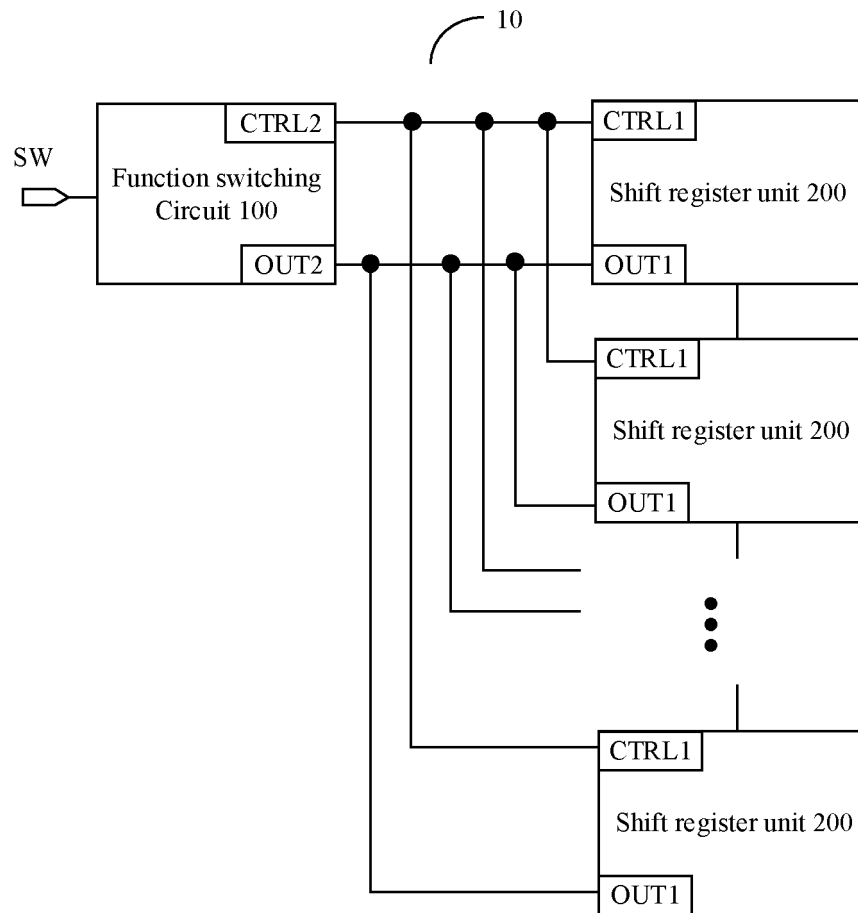 10
CTRL2
CTRL1
SW
Function switching
Circuit 100
Shift register unit 200
OUT2
OUT1
CTRL1
Shift register unit 200
OUT1
CTRL1
Shift register unit 200
OUT1